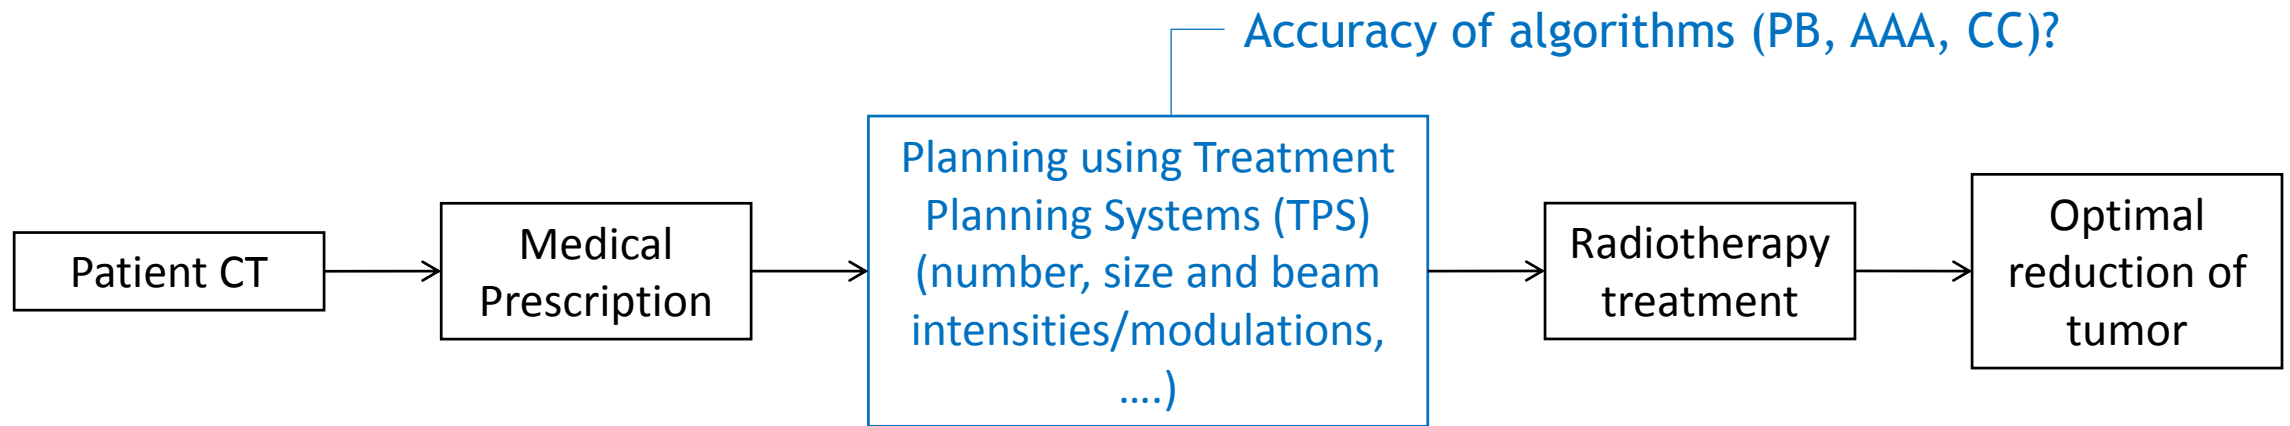 Accuracy of algorithms (PB, AAA, CC)?
Patient CT
Medical
Prescription
Planning using Treatment
Planning Systems (TPS)
(number, size and beam
intensities/modulations,
....)
Radiotherapy
treatment
Optimal
reduction of
tumor